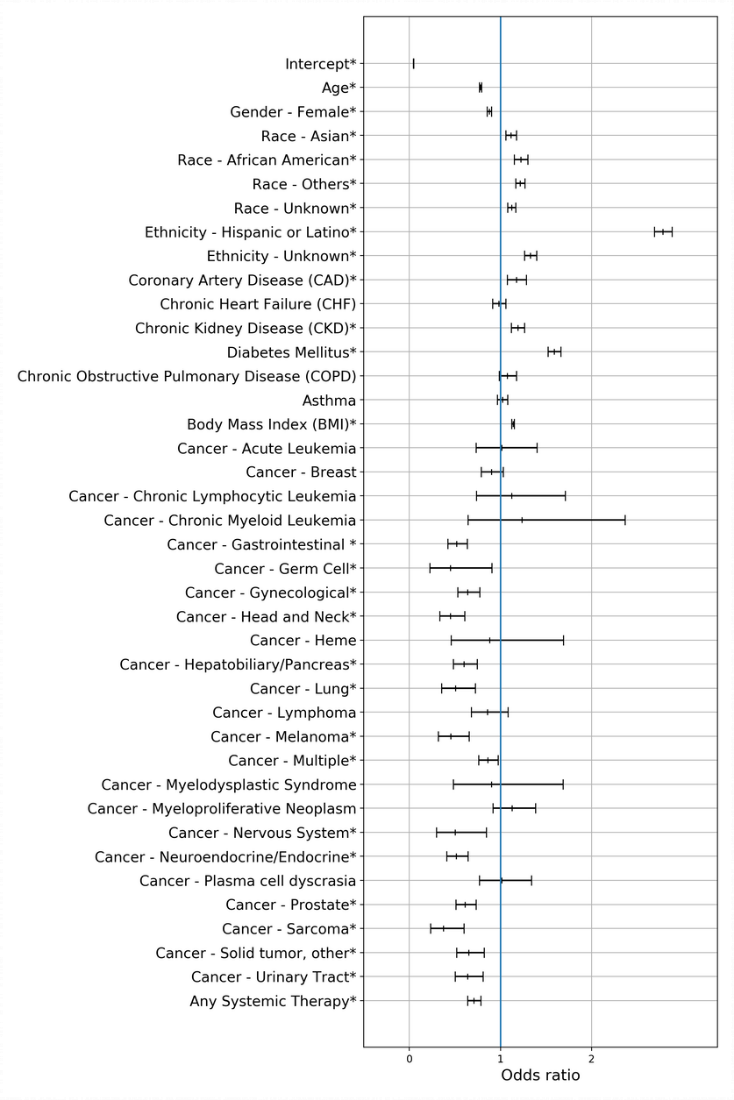 Intercept*
Age*
Gender - Female*
Race - Asian*
Race - African American*
Race - Others*
Race - Unknown*
Ethnicity - Hispanic or Latino*
Ethnicity - Unknown*
Coronary Artery Disease (CAD)*
Chronic Heart Failure (CHF)
Chronic Kidney Disease (CKD)*
Diabetes Mellitus*
Chronic Obstructive Pulmonary Disease (COPD)
Asthma
Body Mass Index (BMI)*
Cancer - Acute Leukemia
Cancer - Breast
Cancer - Chronic Lymphocytic Leukemia
Cancer - Chronic Myeloid Leukemia
Cancer - Gastrointestinal *
Cancer - Germ Cell*
Cancer - Gynecological*
Cancer - Head and Neck*
Cancer - Heme
Cancer - Hepatobiliary/Pancreas*
Cancer - Lung*
Cancer - Lymphoma
Cancer - Melanoma*
Cancer - Multiple*
Cancer - Myelodysplastic Syndrome
Cancer - Myeloproliferative Neoplasm
Cancer - Nervous System*
Cancer - Neuroendocrine/Endocrine*
Cancer - Plasma cell dyscrasia
Cancer - Prostate*
Cancer - Sarcoma*
Cancer - Solid tumor, other*
Cancer - Urinary Tract*
Any Systemic Therapy*
0 1 2
Odds ratio